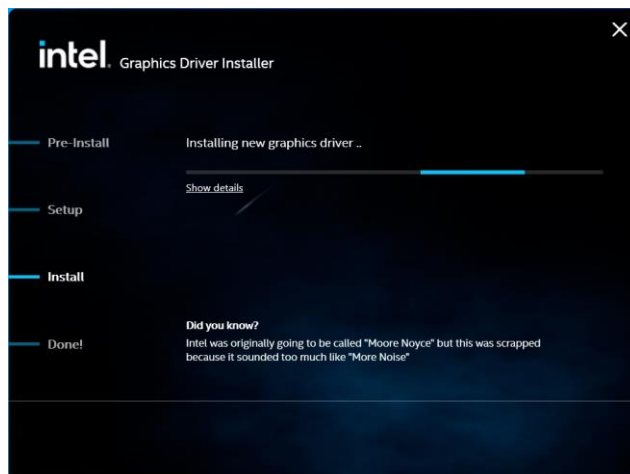 intel. Graphics Driver Installer
Pre-Install
Installing new graphics driver ..
Show details
Setup
Install
Did you know?
Intel was originally going to be called "Moore Noyce" but this was scrapped
because it sounded too much like "More Noise"
Done!